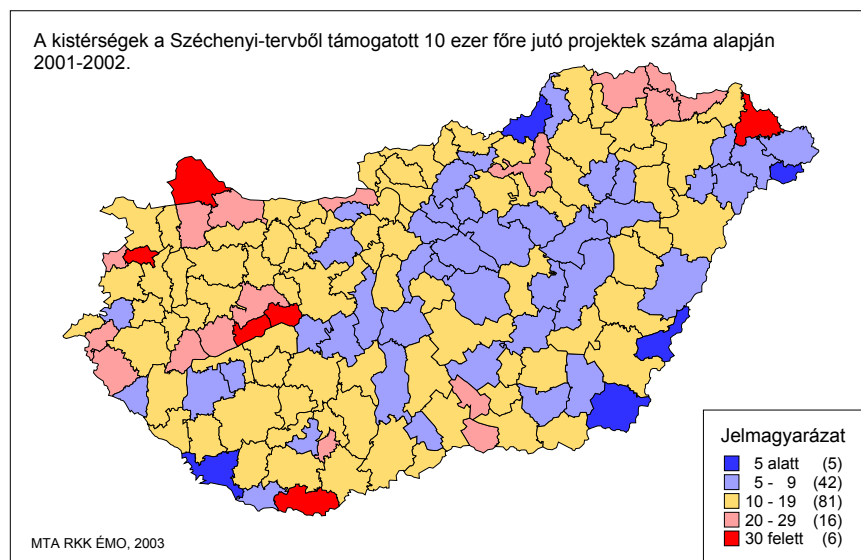 A kistérségek a Széchenyi-tervből támogatott 10 ezer főre jutó projektek száma alapján
2001-2002.
Jelmagyarázat
5 alatt (5)
5 - 9 (42)
10 - 19 (81)
20 - 29 (16)
30 felett (6)
MTA RKK ÉMO, 2003